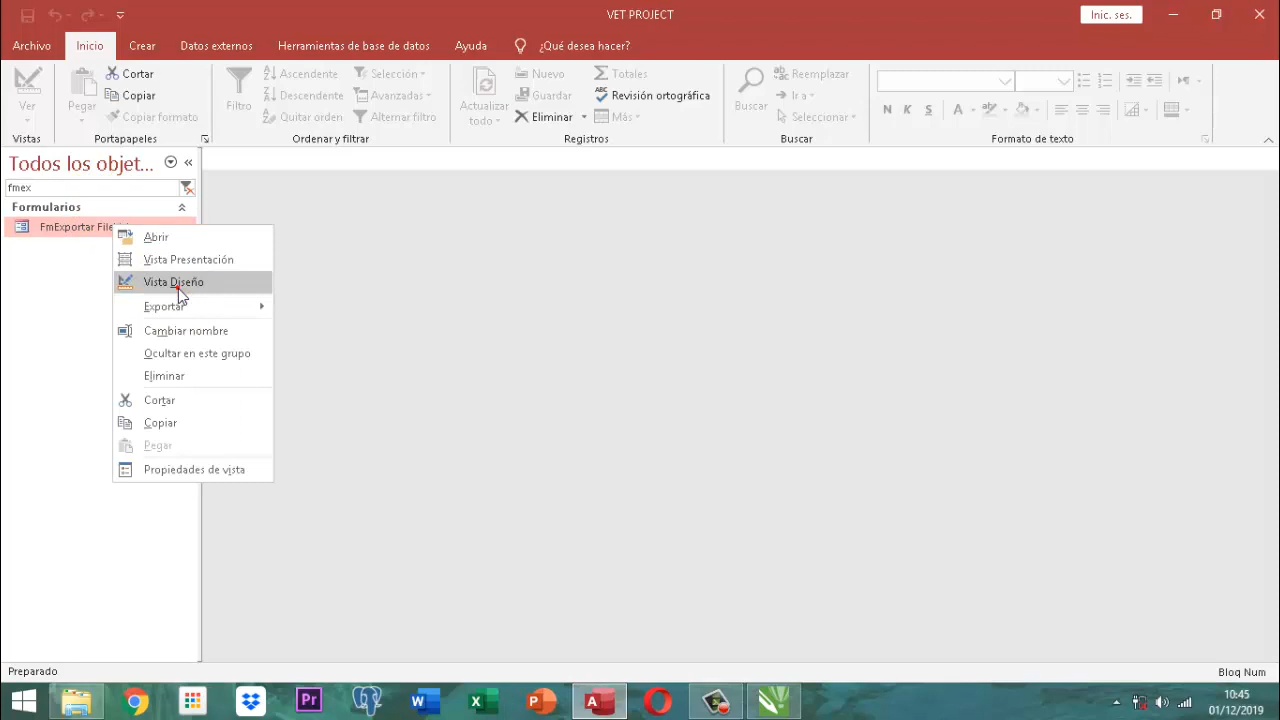 VET PROJECT
Inic. ses.
Archivo
Inicio
Crear
Datos externos
Herramientas de base de datos
Ayuda
¿Qué desea hacer?
Ver
Pegar
Cortar
Copiar
Copiar formato
Filtro
Ascendente
Descendente
Quitar orden
Selección
Avanzadas
Alternar filtro
Actualizar todo
Nuevo
Guardar
Eliminar
Totales
Revisión ortográfica
Más
Buscar
Reemplazar
Ir a
Seleccionar
N K S
Vistas
Portapapeles
Ordenar y filtrar
Registros
Buscar
Formato de texto
Todos los objet...
fmex
Formularios
FmExportar
Abrir
Vista Presentación
Vista Diseño
Exportar
Cambiar nombre
Ocultar en este grupo
Eliminar
Cortar
Copiar
Pegar
Propiedades de vista
Preparado
Bloq Num
10:45
01/12/2019